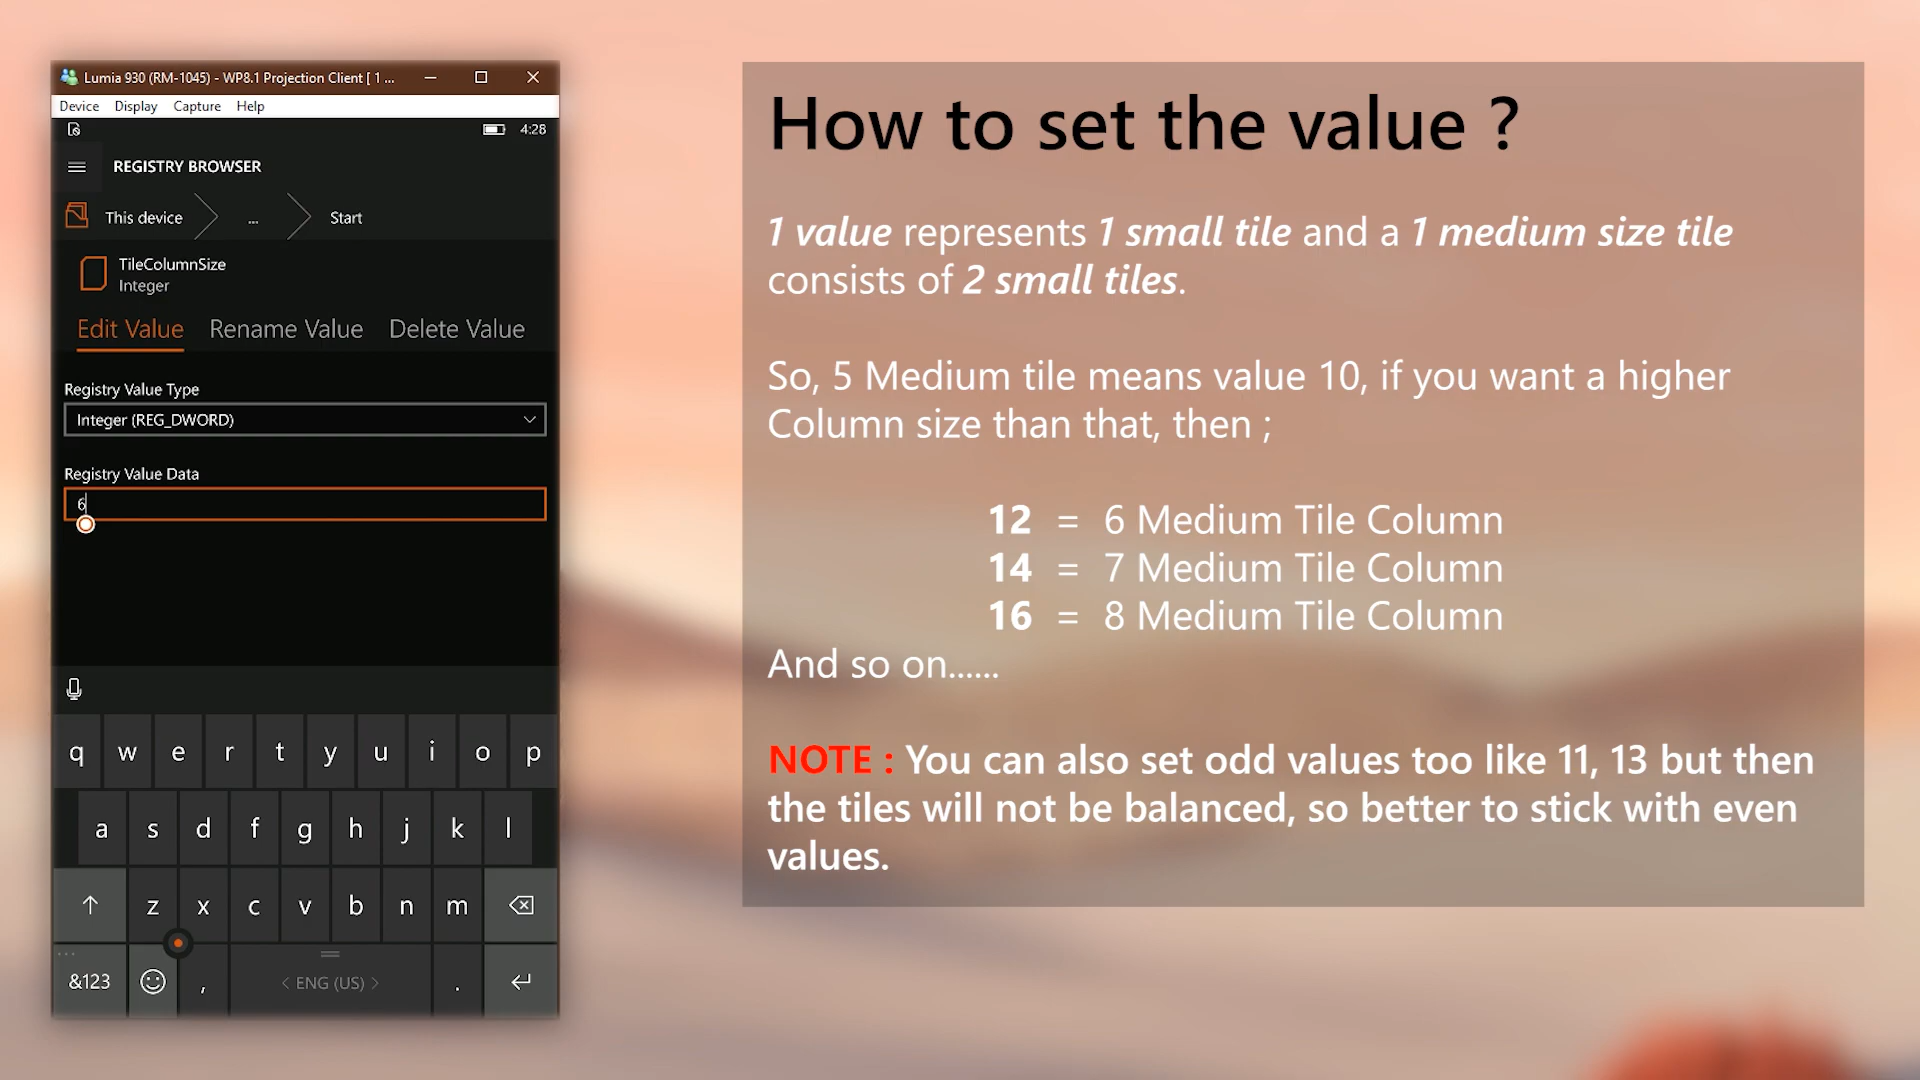 Lumia 930 (RM-1045) - WP8.1 Projection Client [ 1 ...
Device Display Capture Help
4:28
REGISTRY BROWSER
This device ... Start
TileColumnSize
Integer
Edit Value Rename Value Delete Value
Registry Value Type
Integer (REG_DWORD)
Registry Value Data
6
q w e r t y u i o p
a s d f g h j k l
z x c v b n m
&123 , < ENG (US) > .
How to set the value ?
1 value represents 1 small tile and a 1 medium size tile
consists of 2 small tiles.
So, 5 Medium tile means value 10, if you want a higher
Column size than that, then ;
12 = 6 Medium Tile Column
14 = 7 Medium Tile Column
16 = 8 Medium Tile Column
And so on......
NOTE : You can also set odd values too like 11, 13 but then
the tiles will not be balanced, so better to stick with even
values.